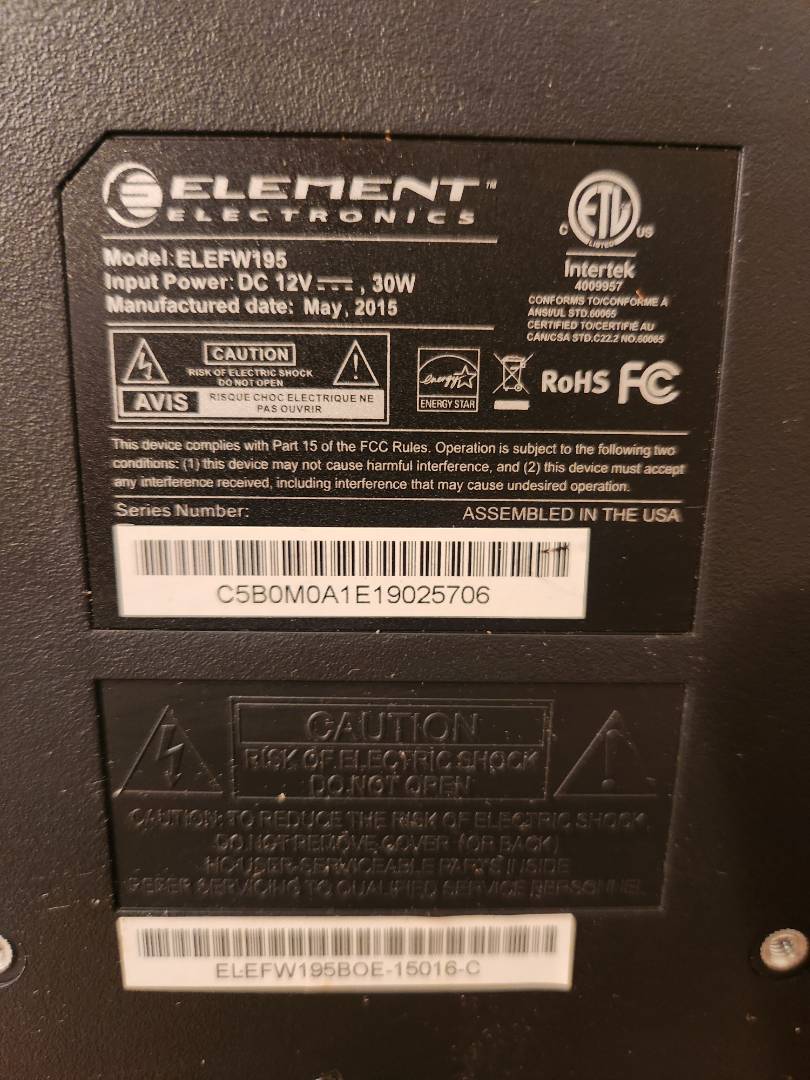 ELEMENT™
ELECTRONICS
Model: ELEFW195
Input Power: DC 12V⎓, 30W
Manufactured date: May, 2015
C ETL US
LISTED
Intertek
4009957
CONFORMS TO/CONFORME À
ANSI/UL STD.60065
CERTIFIED TO/CERTIFIÉ AU
CAN/CSA STD.C22.2 NO.60065
CAUTION
RISK OF ELECTRIC SHOCK
DO NOT OPEN
AVIS
RISQUE CHOC ELECTRIQUE NE
PAS OUVRIR
energy
ENERGY STAR
RoHS FC
This device complies with Part 15 of the FCC Rules. Operation is subject to the following two
conditions: (1) this device may not cause harmful interference, and (2) this device must accept
any interference received, including interference that may cause undesired operation.
Series Number:
ASSEMBLED IN THE USA
C5B0M0A1E19025706
CAUTION
RISK OF ELECTRIC SHOCK
DO NOT OPEN
CAUTION: TO REDUCE THE RISK OF ELECTRIC SHOCK,
DO NOT REMOVE COVER (OR BACK)
NO USER-SERVICEABLE PARTS INSIDE
REFER SERVICING TO QUALIFIED SERVICE PERSONNEL
ELEFW195BOE-15016-C